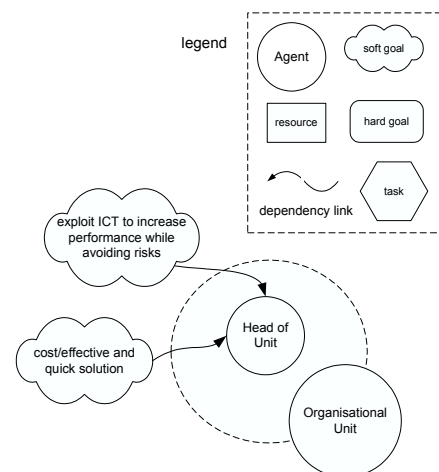 legend
Agent
soft goal
resource
hard goal
dependency link
task
exploit ICT to increase
performance while
avoiding risks
Head of
Unit
cost/effective and
quick solution
Organisational
Unit